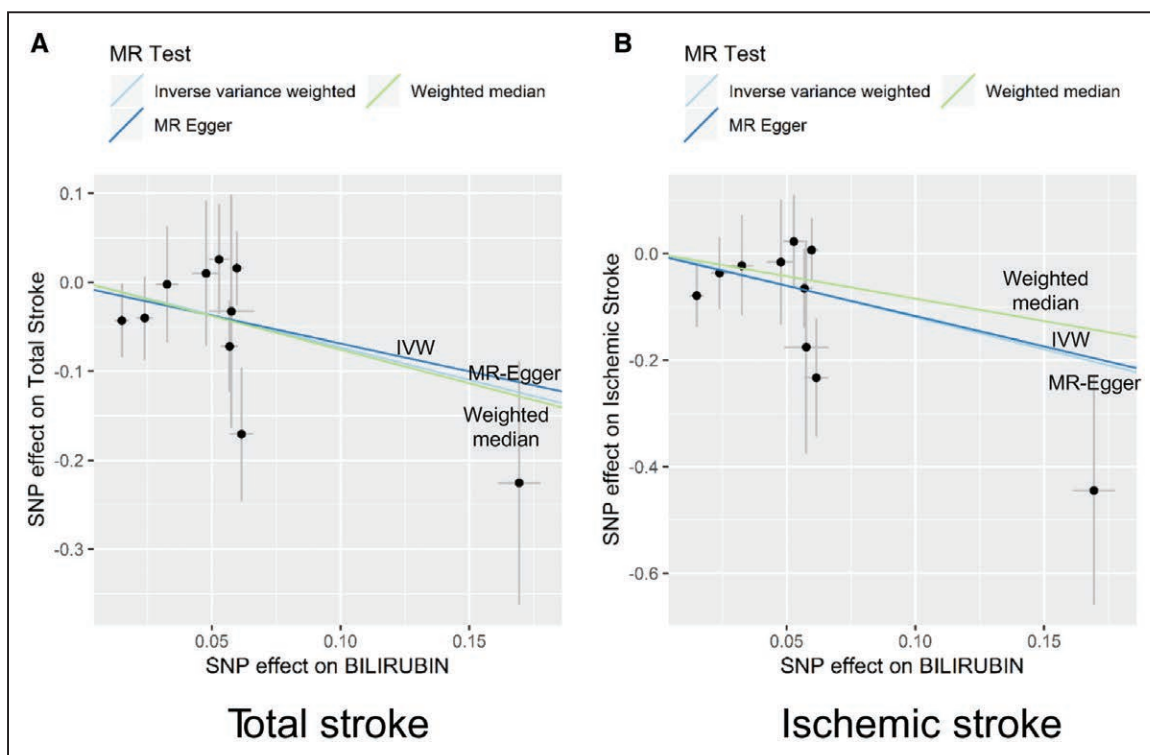 A
MR Test
Inverse variance weighted
Weighted median
MR Egger
0.1
0.0
-0.1
-0.2
-0.3
SNP effect on Total Stroke
IVW
MR-Egger
Weighted
median
0.05
0.10
0.15
SNP effect on BILIRUBIN
Total stroke
B
MR Test
Inverse variance weighted
Weighted median
MR Egger
0.0
-0.2
-0.4
-0.6
SNP effect on Ischemic Stroke
Weighted
median
IVW
MR-Egger
0.05
0.10
0.15
SNP effect on BILIRUBIN
Ischemic stroke